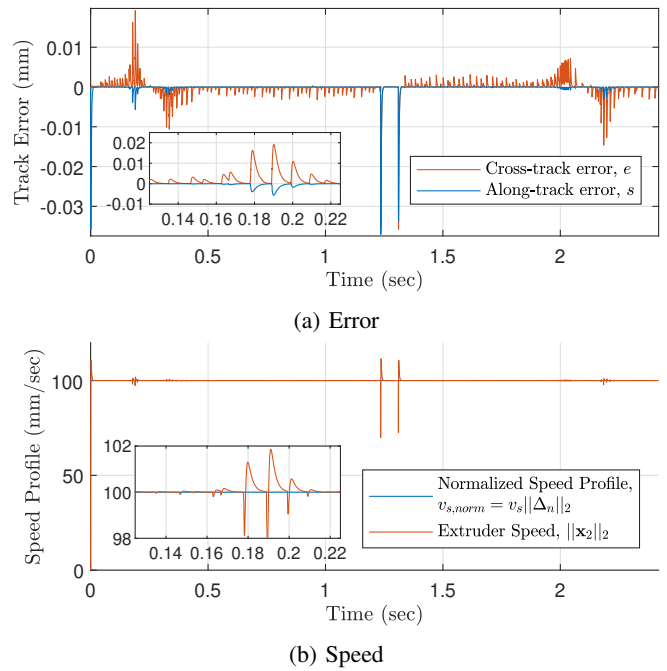 0.01
0
-0.01
-0.02
-0.03
Track Error (mm)
0.02
0.01
0
-0.01
0.14 0.16 0.18 0.2 0.22
Cross-track error, e
Along-track error, s
0 0.5 1 1.5 2
Time (sec)
(a) Error
100
50
0
Speed Profile (mm/sec)
102
100
98
0.14 0.16 0.18 0.2 0.22
Normalized Speed Profile,
v_{s,norm} = v_s||Δ_n||_2
Extruder Speed, ||x_2||_2
0 0.5 1 1.5 2
Time (sec)
(b) Speed